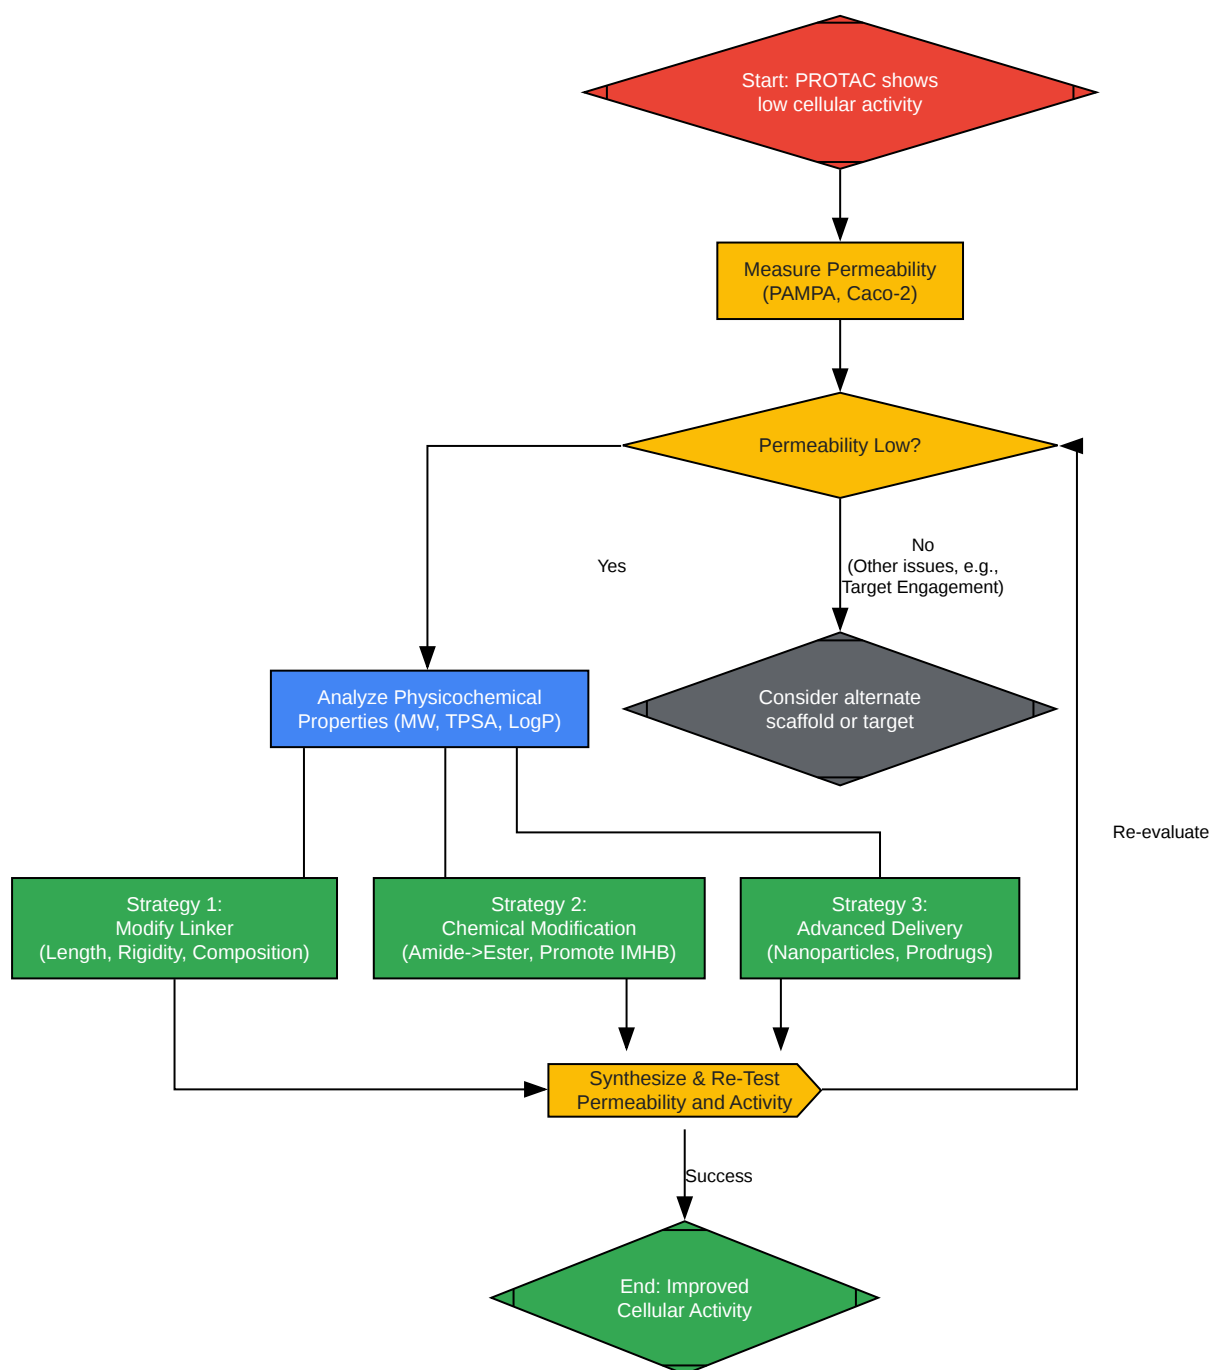 Start: PROTAC shows
low cellular activity
Measure Permeability
(PAMPA, Caco-2)
Permeability Low?
Yes
No
(Other issues, e.g.,
Target Engagement)
Analyze Physicochemical
Properties (MW, TPSA, LogP)
Consider alternate
scaffold or target
Re-evaluate
Strategy 1:
Modify Linker
(Length, Rigidity, Composition)
Strategy 2:
Chemical Modification
(Amide->Ester, Promote IMHB)
Strategy 3:
Advanced Delivery
(Nanoparticles, Prodrugs)
Synthesize & Re-Test
Permeability and Activity
Success
End: Improved
Cellular Activity